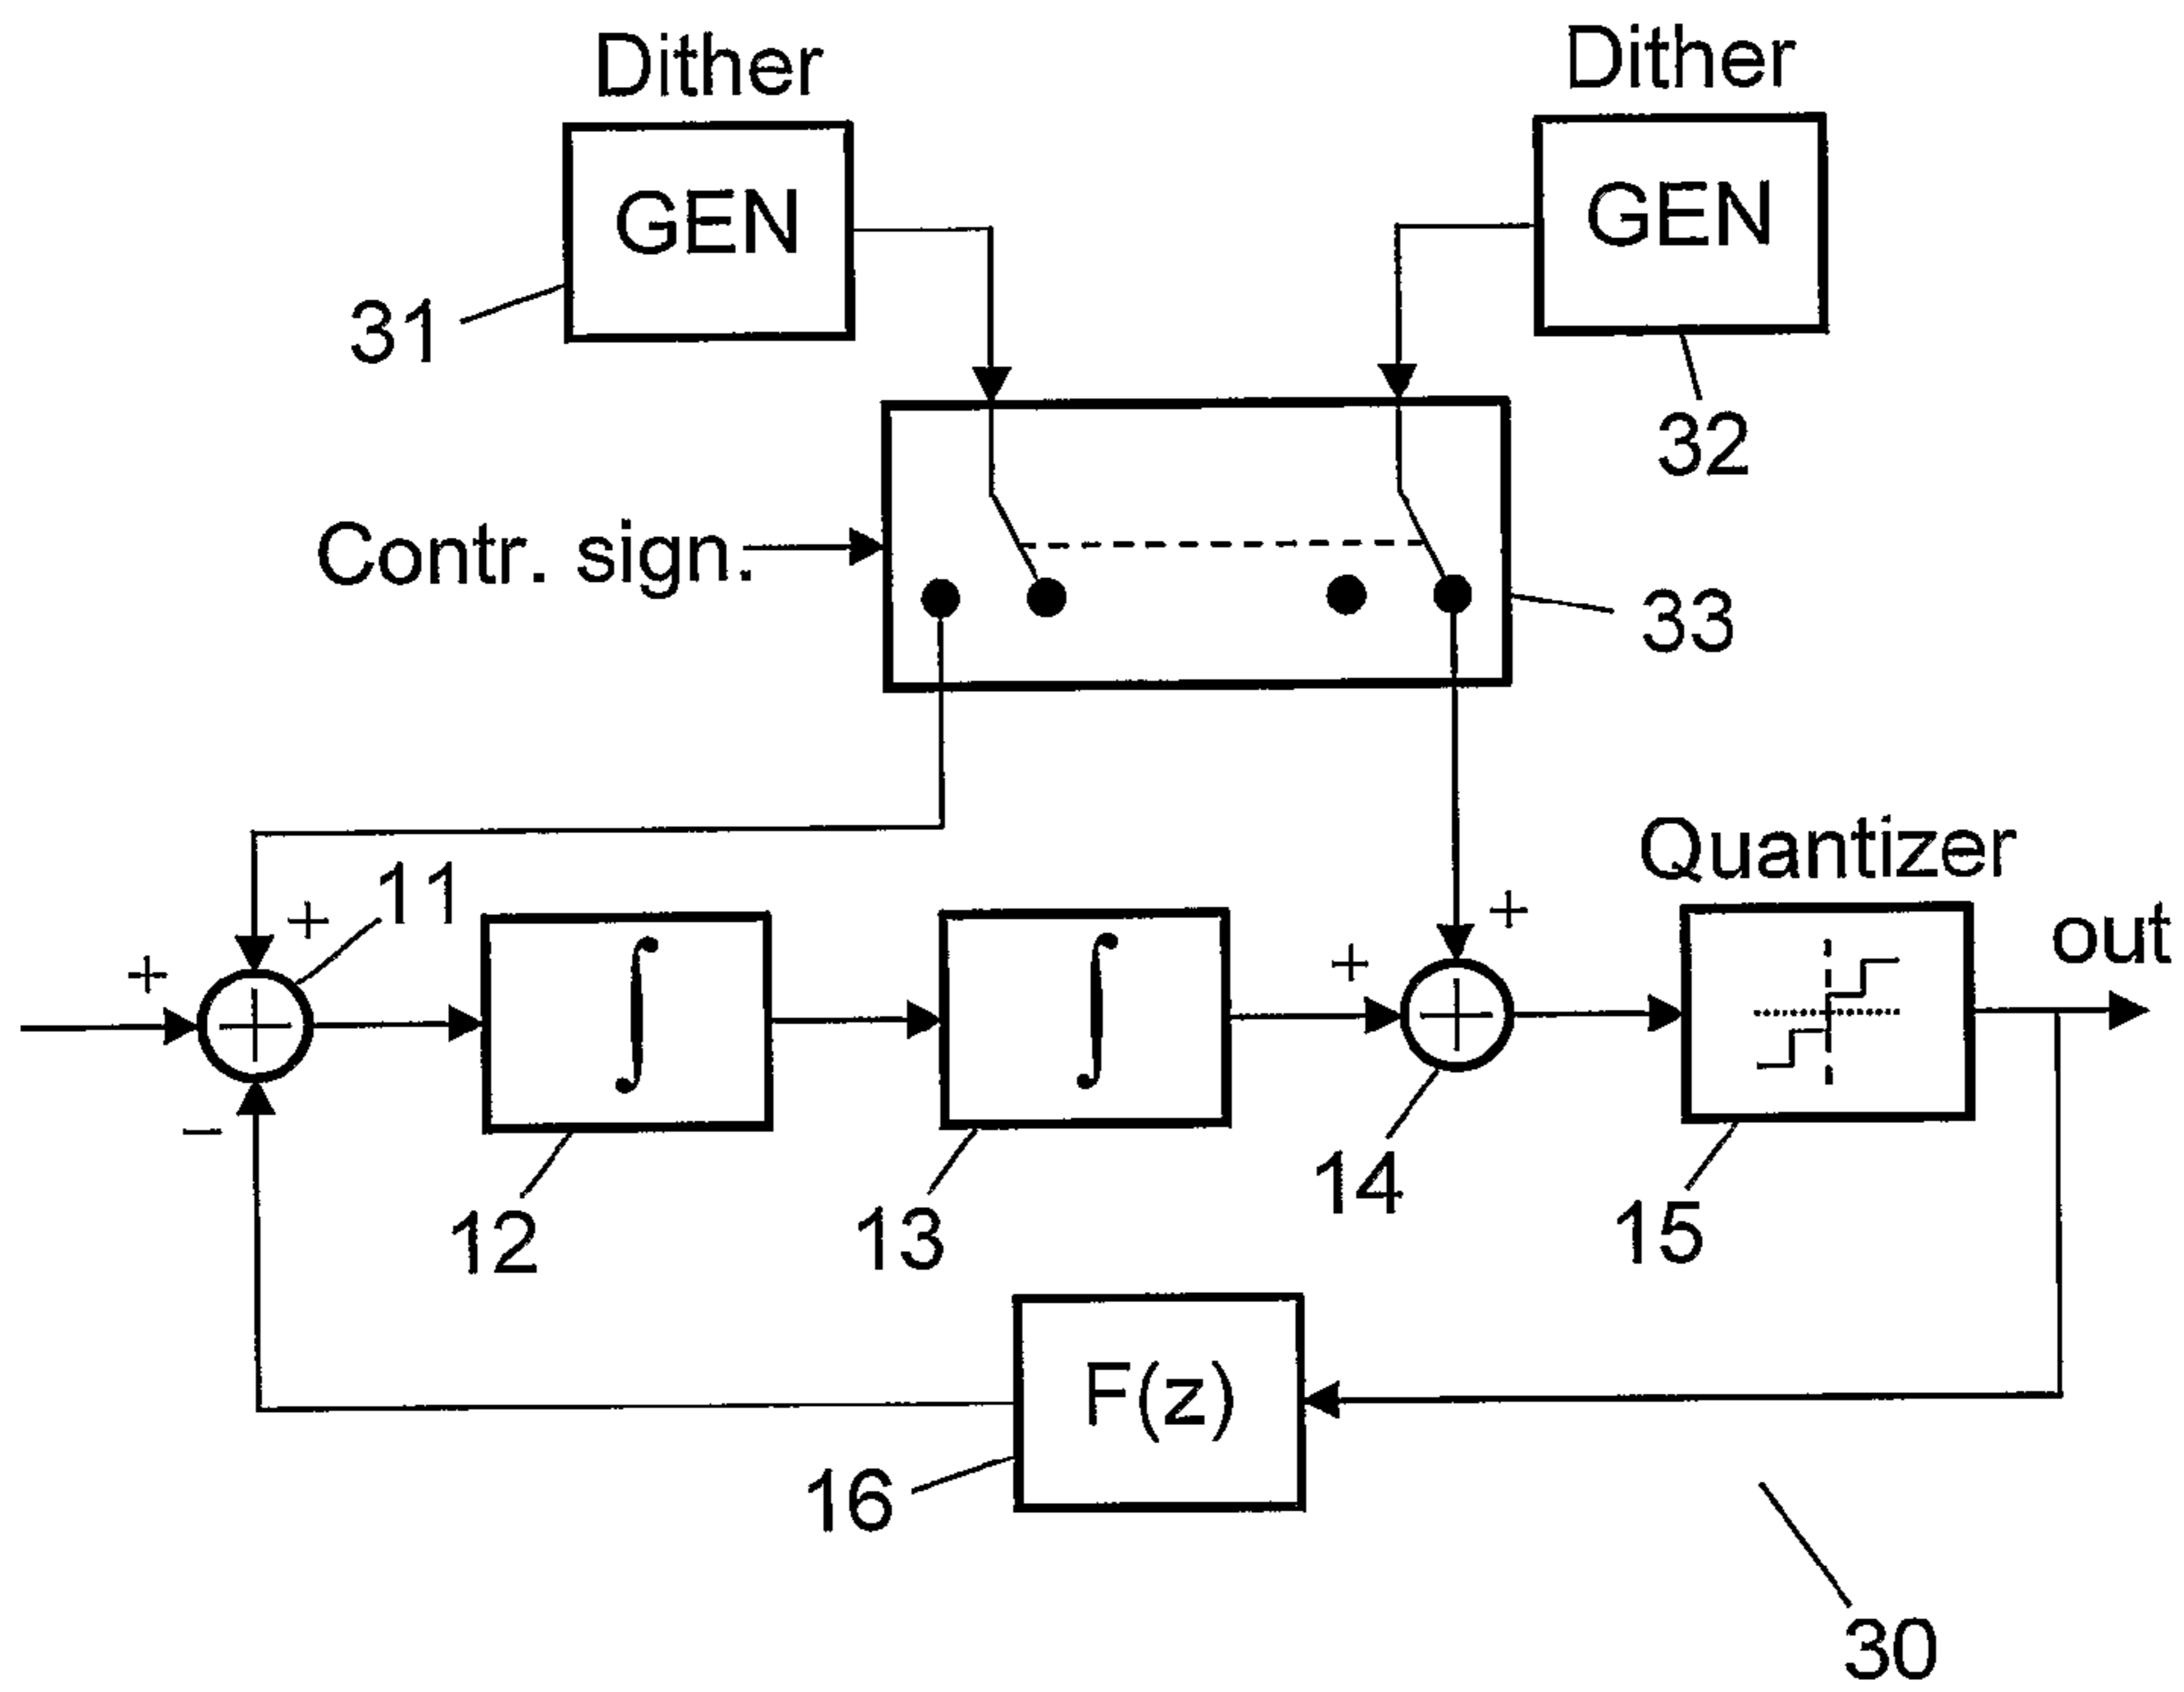 Dither
Dither
GEN
GEN
31
32
Contr. sign.
33
Quantizer
11
+
+
+
+
out
−
12
13
14
15
F(z)
16
30